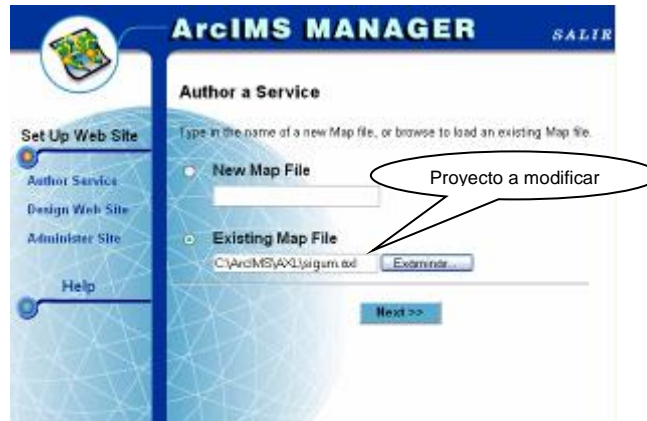 ArcIMS MANAGER
SALIR
Author a Service
Set Up Web Site
Type in the name of a new Map file, or browse to load an existing Map file.
New Map File
Proyecto a modificar
Author Service
Design Web Site
Administer Site
Existing Map File
C:\ArcIMS\AXL\sigum.axl
Examinar...
Help
Next >>